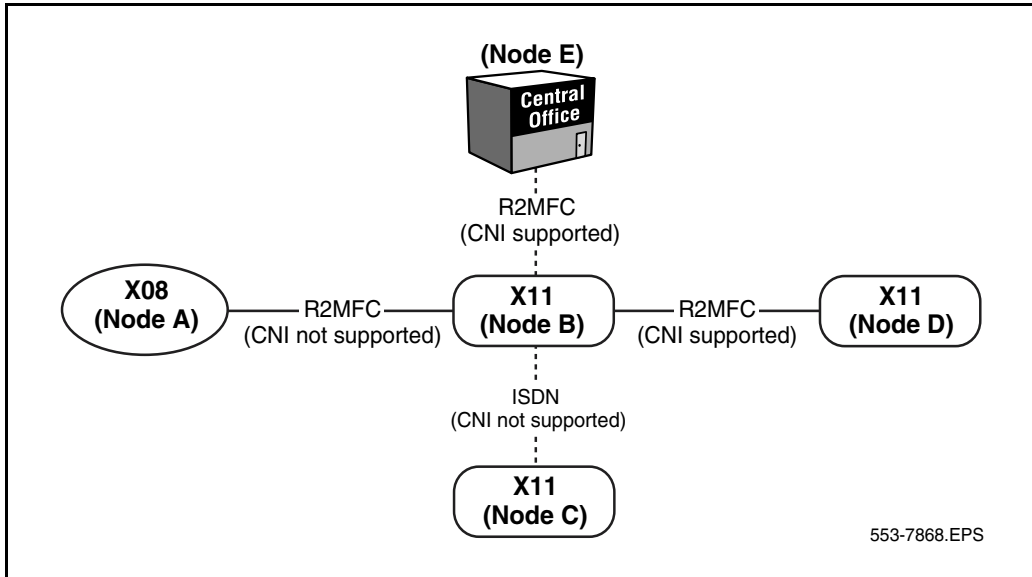 (Node E)
Central
Office
R2MFC
(CNI supported)
X08
(Node A)
R2MFC
(CNI not supported)
X11
(Node B)
R2MFC
(CNI supported)
X11
(Node D)
ISDN
(CNI not supported)
X11
(Node C)
553-7868.EPS